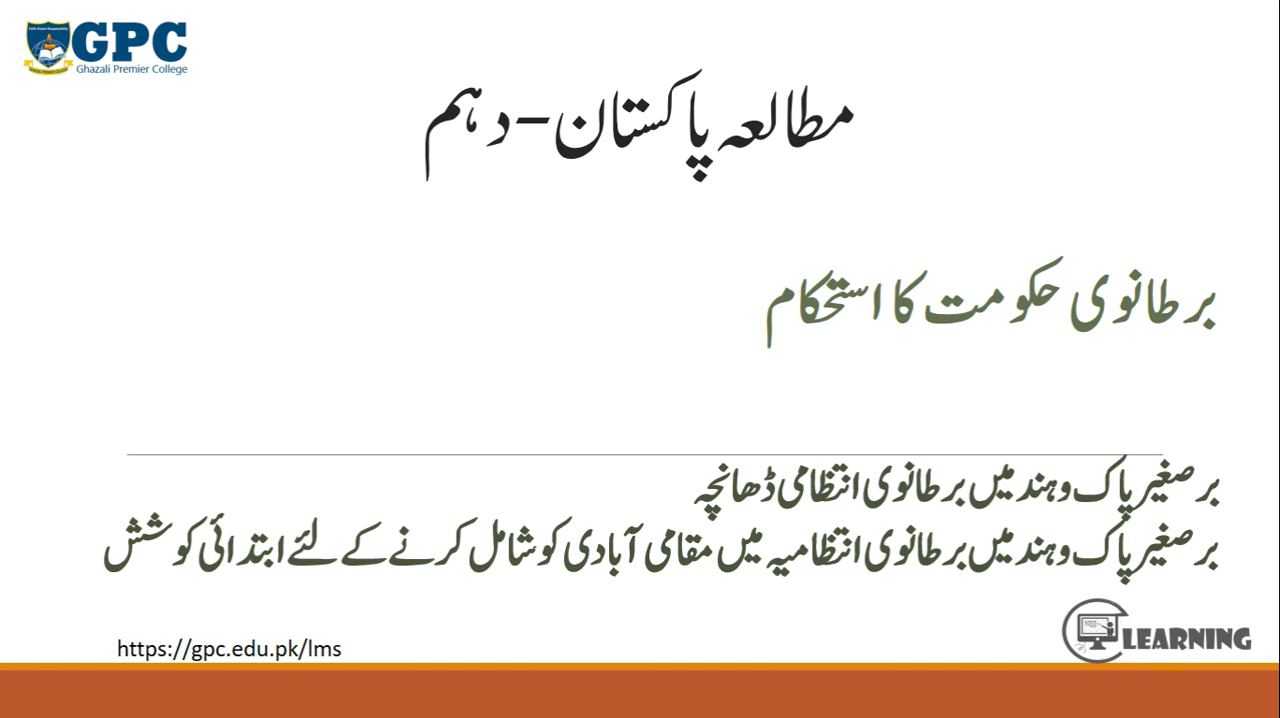 GPC
Ghazali Premier College
مطالعہ پاکستان-دہم
برطانوی حکومت کا استحکام
برصغیر پاک و ہند میں برطانوی انتظامی ڈھانچہ
برصغیر پاک و ہند میں برطانوی انتظامیہ میں مقامی آبادی کو شامل کرنے کے لئے ابتدائی کوشش
https://gpc.edu.pk/lms
LEARNING